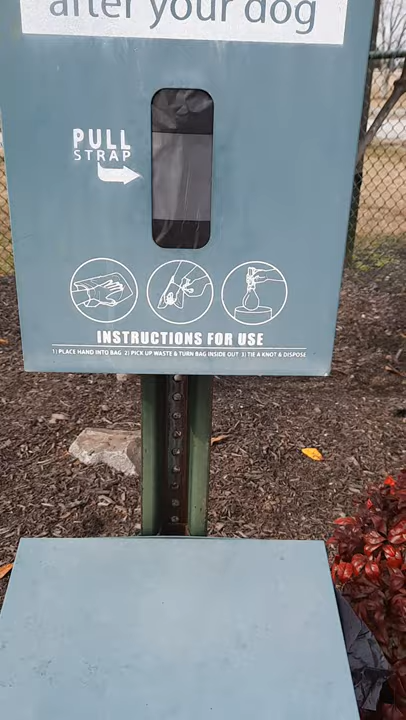 after your dog
PULL
STRAP
INSTRUCTIONS FOR USE
1) PLACE HAND INTO BAG 2) PICK UP WASTE & TURN BAG INSIDE OUT 3) TIE A KNOT & DISPOSE